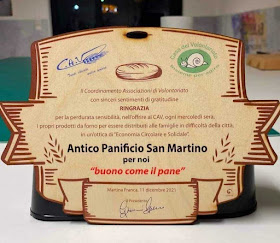 C.A.V.
Il Coordinamento Associazioni di Volontariato
con sinceri sentimenti di gratitudine
RINGRAZIA
per la perdurata sensibilità, nell'offrire al CAV, ogni mercoledì sera,
i propri prodotti da forno per essere distribuiti alle famiglie in difficoltà della città,
in un'ottica di "Economia Circolare e Solidale".
Antico Panificio San Martino
per noi
"buono come il pane"
Martina Franca, 11 dicembre 2021
Il Presidente